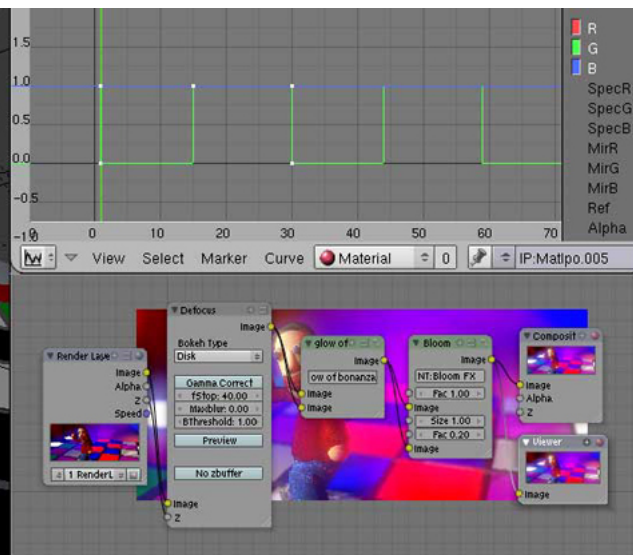 1.5
1.0
0.5
0.0
-0.5
0 10 20 30 40 50 60 70
R
G
B
SpecR
SpecG
SpecB
MirR
MirG
MirB
Ref
Alpha
View Select Marker Curve Material 0 IP:MatIpo.005
Render Laye
Image
Alpha
Z
Speed
1 RenderL
Defocus
Image
Bokeh Type
Disk
Gamma Correct
fStop: 40.00
Maxblur: 0.00
BThreshold: 1.00
Preview
No zbuffer
Image
Z
glow of
Image
ow of bonanza
Image
Image
Bloom
Image
NT:Bloom FX
Fac 1.00
Image
Size 1.00
Fac 0.20
Image
Composit
Image
Alpha
Z
Viewer
Image